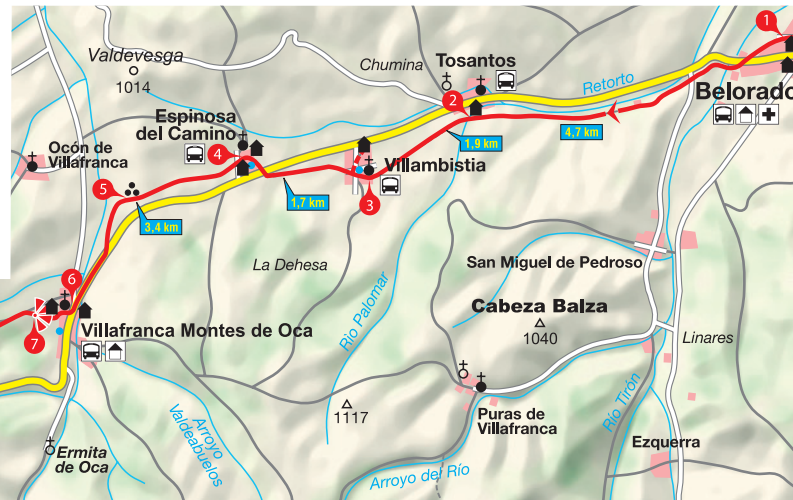 1
Valdevesga
1014
Chumina
Tosantos
Retorto
Belorado
2
Espinosa
del Camino
4,7 km
1,9 km
Ocón de
Villafranca
4
Villambistia
5
1,7 km
3
3,4 km
La Dehesa
San Miguel de Pedroso
6
Río Palomar
Cabeza Balza
1040
Villafranca Montes de Oca
7
Linares
Río Tirón
1117
Puras de
Villafranca
Arroyo
Valdeabuelos
Ezquerra
Ermita
de Oca
Arroyo del Río